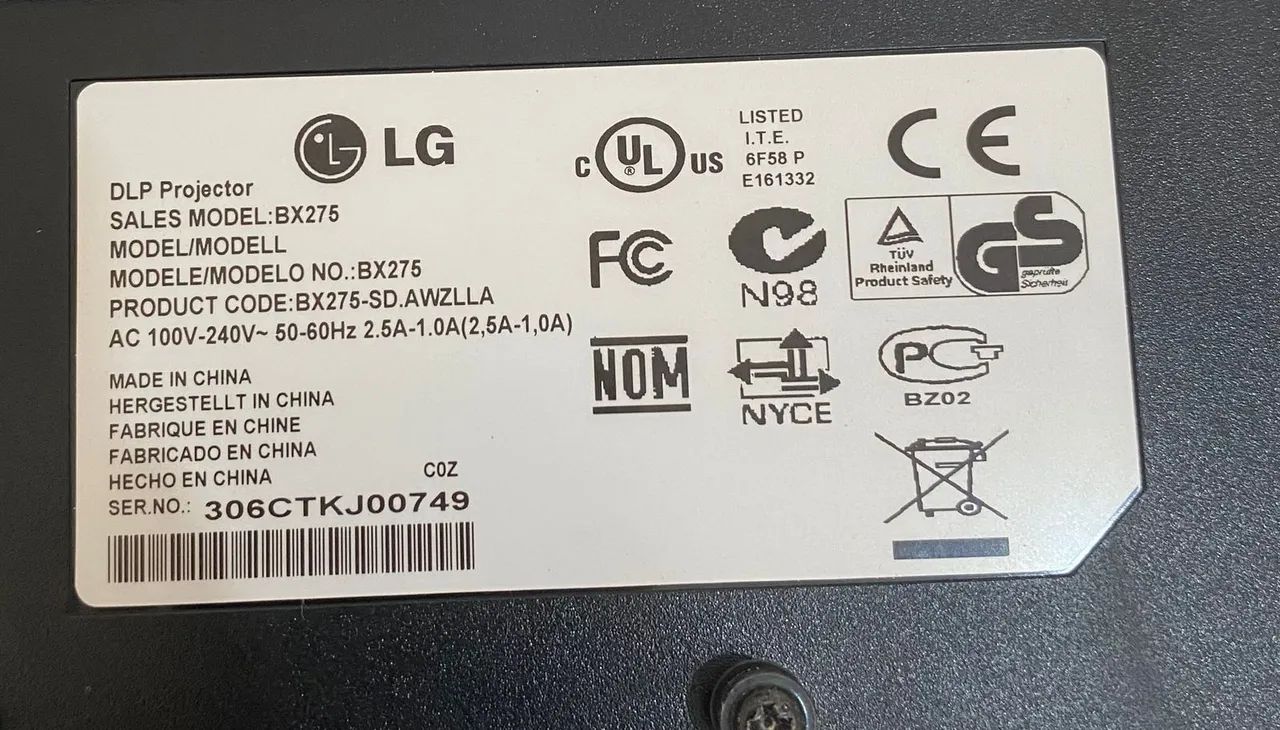 LG
DLP Projector
SALES MODEL:BX275
MODEL/MODELL
MODELE/MODELO NO.:BX275
PRODUCT CODE:BX275-SD.AWZLLA
AC 100V-240V~ 50-60Hz 2.5A-1.0A(2,5A-1,0A)
MADE IN CHINA
HERGESTELLT IN CHINA
FABRIQUE EN CHINE
FABRICADO EN CHINA
HECHO EN CHINA
C0Z
SER.NO.: 306CTKJ00749
C UL® US
LISTED
I.T.E.
6F58 P
E161332
CE
FC
N98
TÜV
Rheinland
Product Safety
GS
geprüfte
Sicherheit
NOM
NYCE
PCT
BZ02